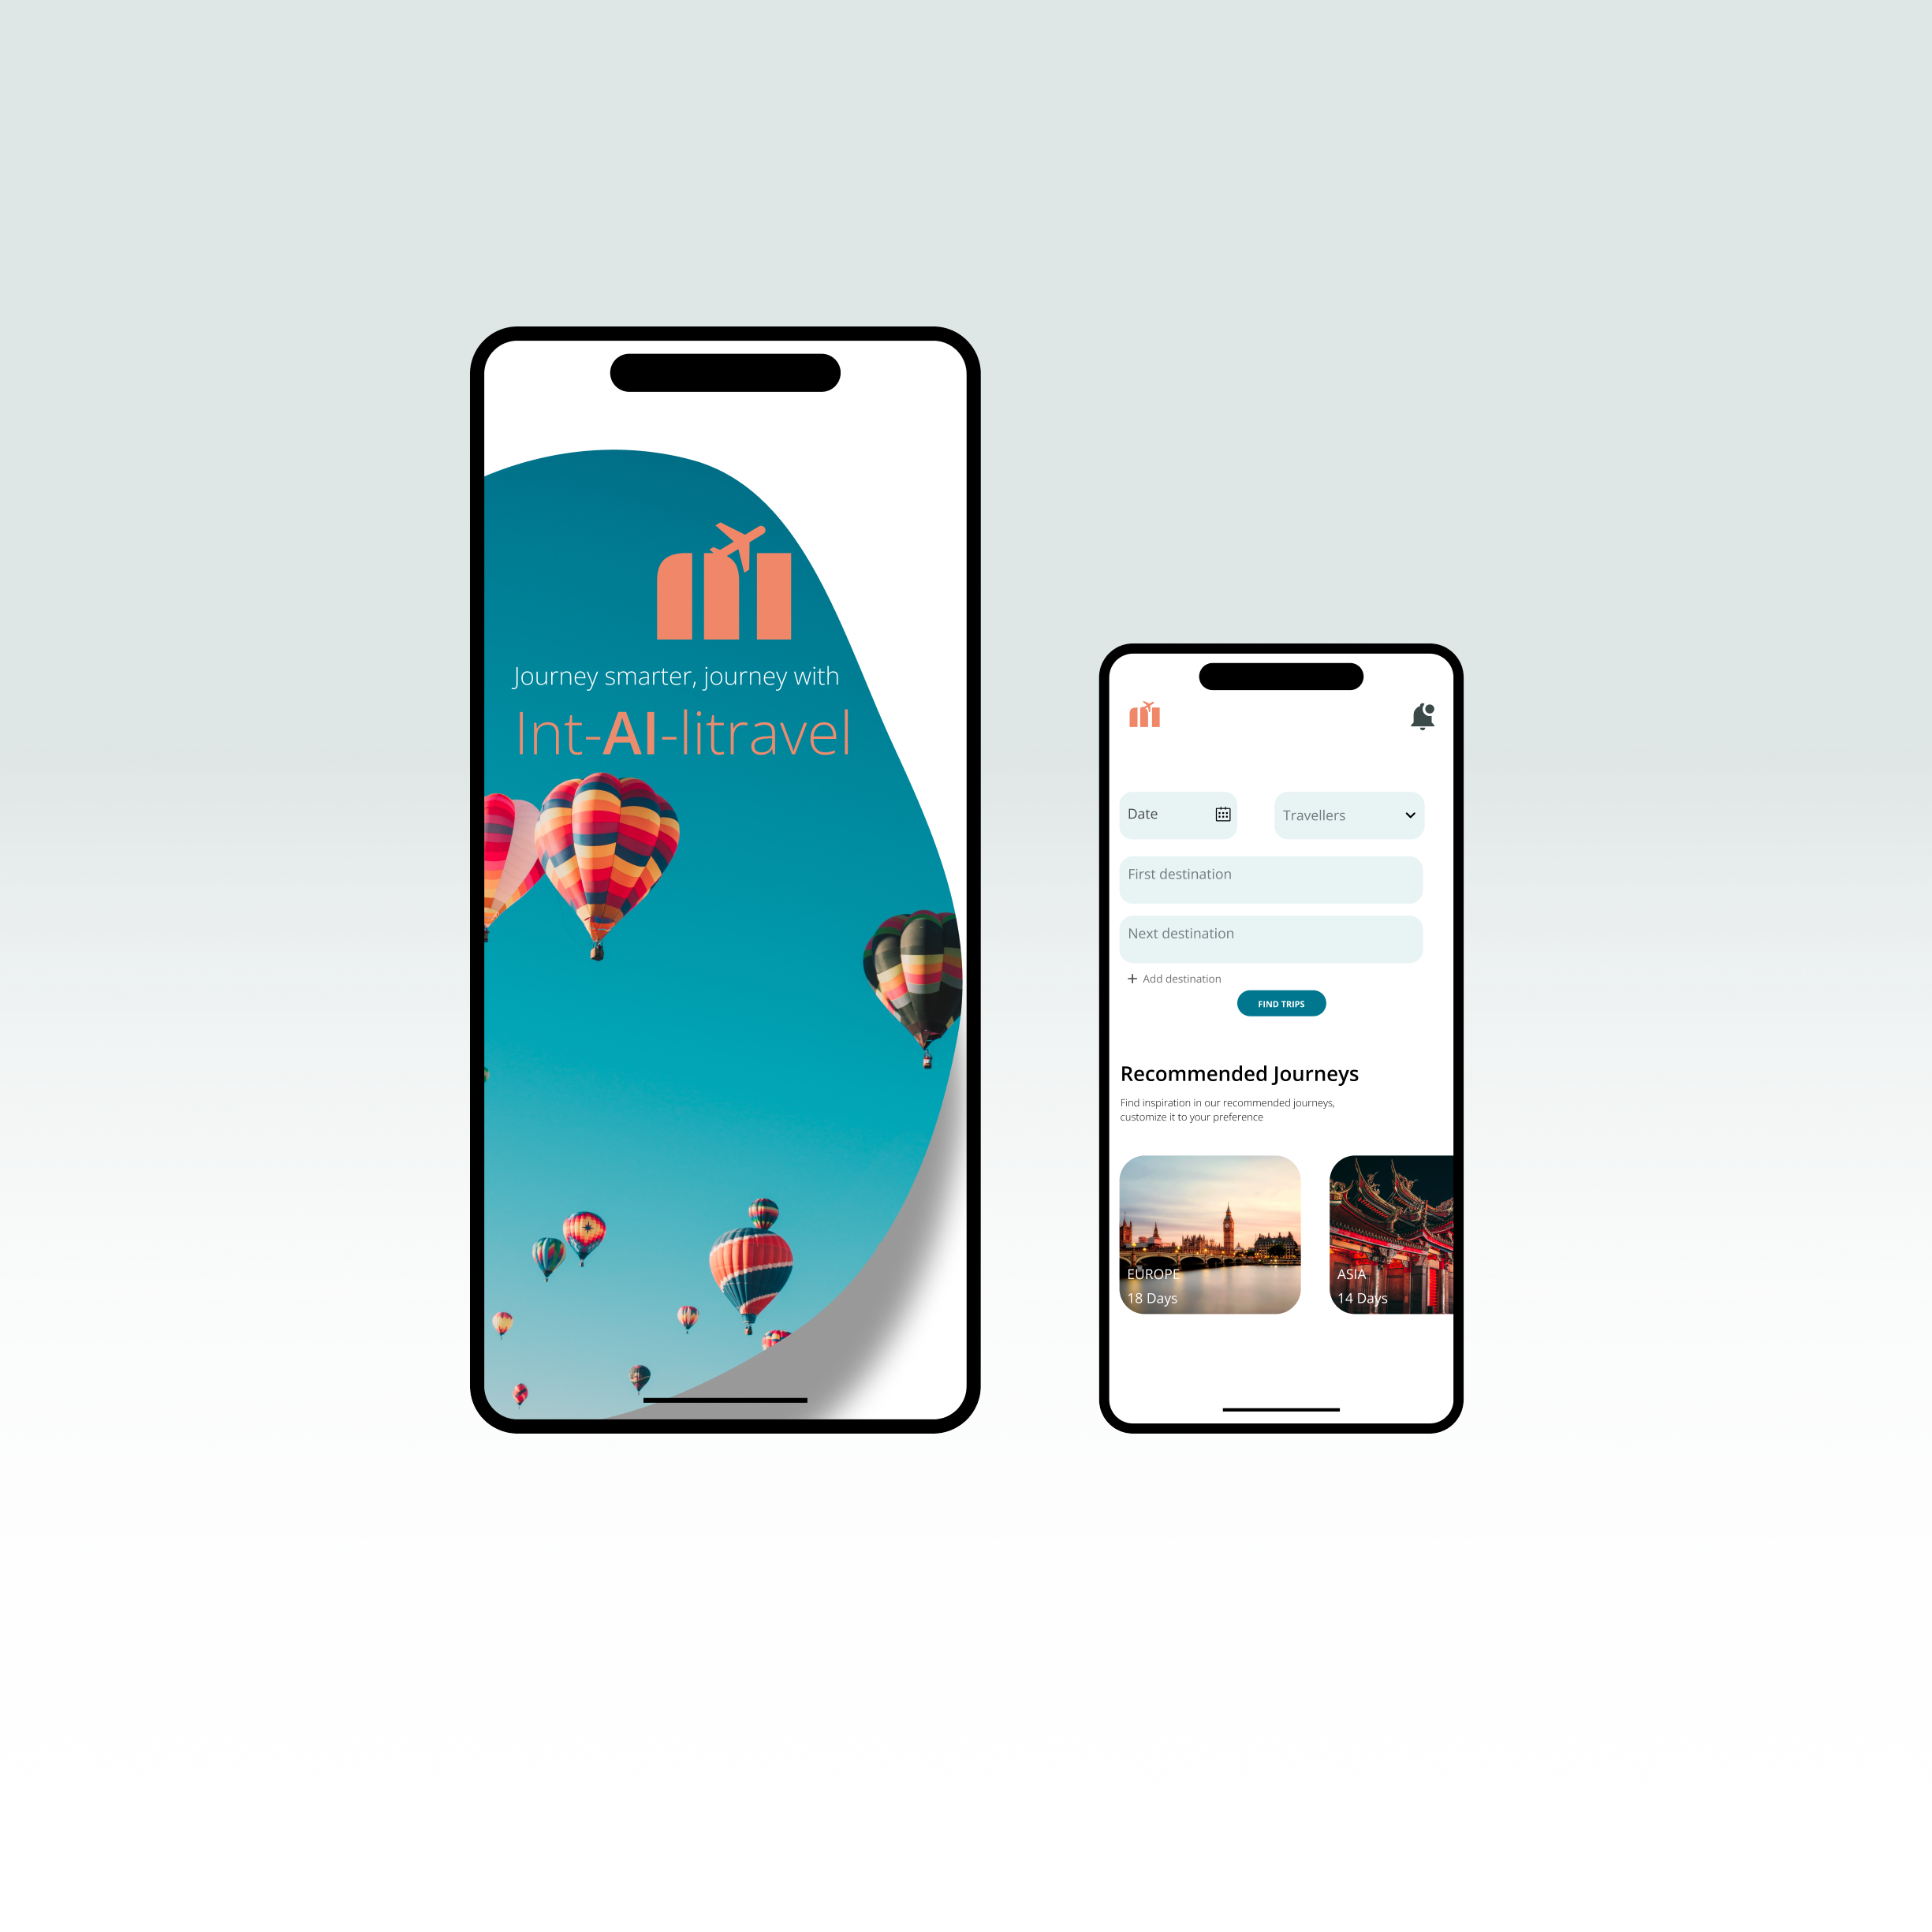 Journey smarter, journey with
Int-AI-litravel
Date
Travellers
First destination
Next destination
+ Add destination
FIND TRIPS
Recommended Journeys
Find inspiration in our recommended journeys,
customize it to your preference
EUROPE
18 Days
ASIA
14 Days